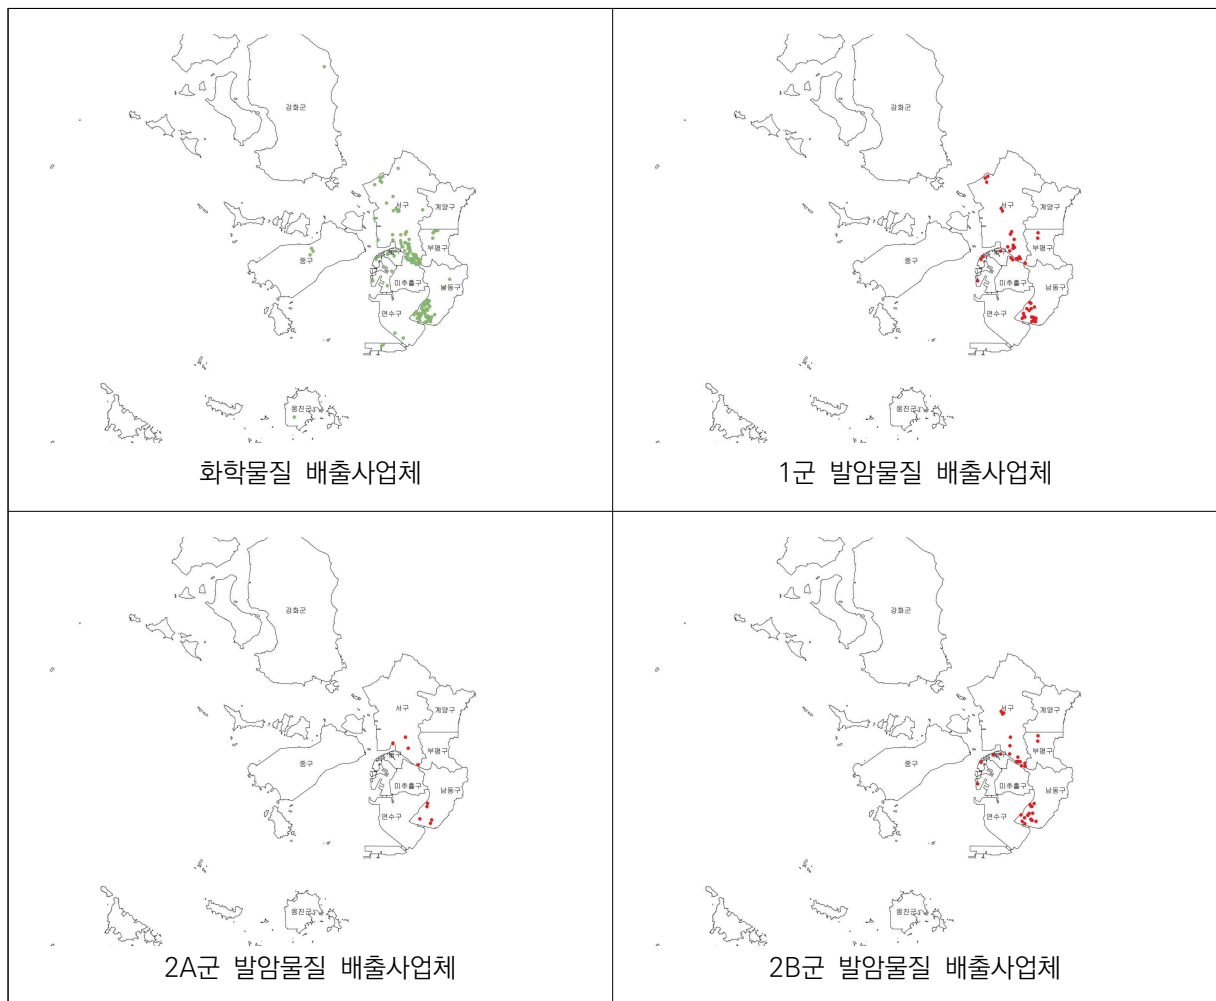 강화군
서구
계양구
부평구
중구
미추홀구
남동구
연수구
옹진군
화학물질 배출사업체
강화군
서구
계양구
부평구
중구
미추홀구
남동구
연수구
옹진군
1군 발암물질 배출사업체
강화군
서구
계양구
부평구
중구
미추홀구
남동구
연수구
옹진군
2A군 발암물질 배출사업체
강화군
서구
계양구
부평구
중구
미추홀구
남동구
연수구
옹진군
2B군 발암물질 배출사업체